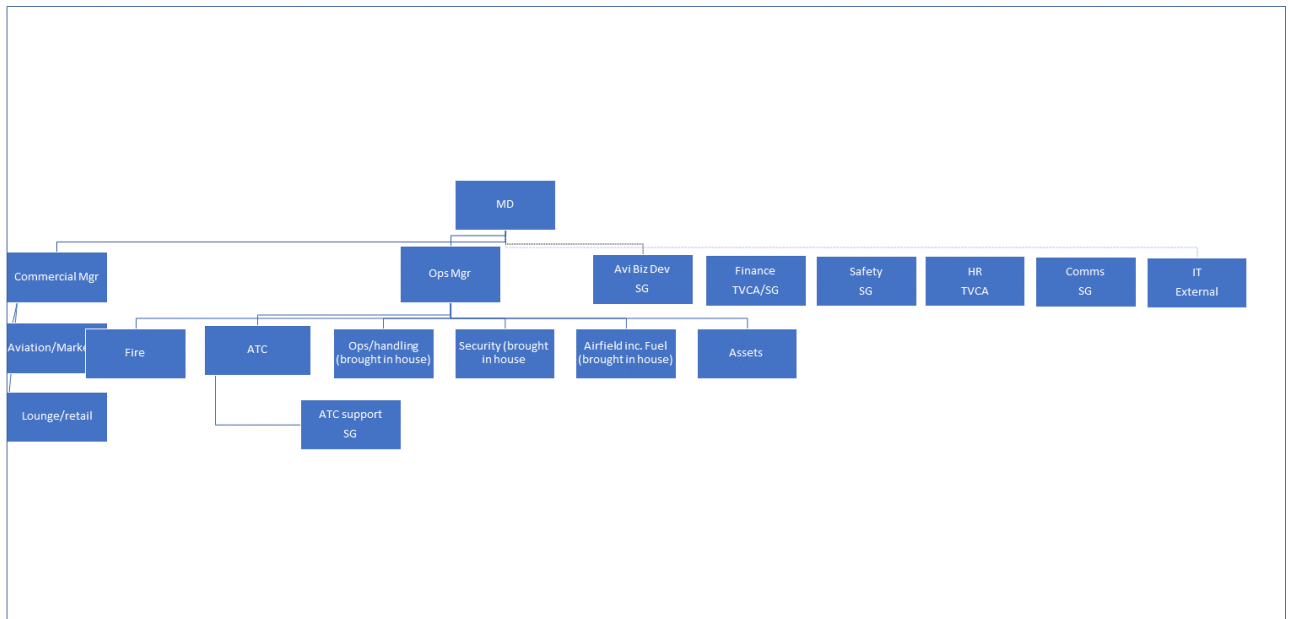 MD
Commercial Mgr
Ops Mgr
Avi Biz Dev
SG
Finance
TVCA/SG
Safety
SG
HR
TVCA
Comms
SG
IT
External
Aviation/Marke
Fire
ATC
Ops/handling
(brought in house)
Security (brought
in house
Airfield inc. Fuel
(brought in house)
Assets
Lounge/retail
ATC support
SG